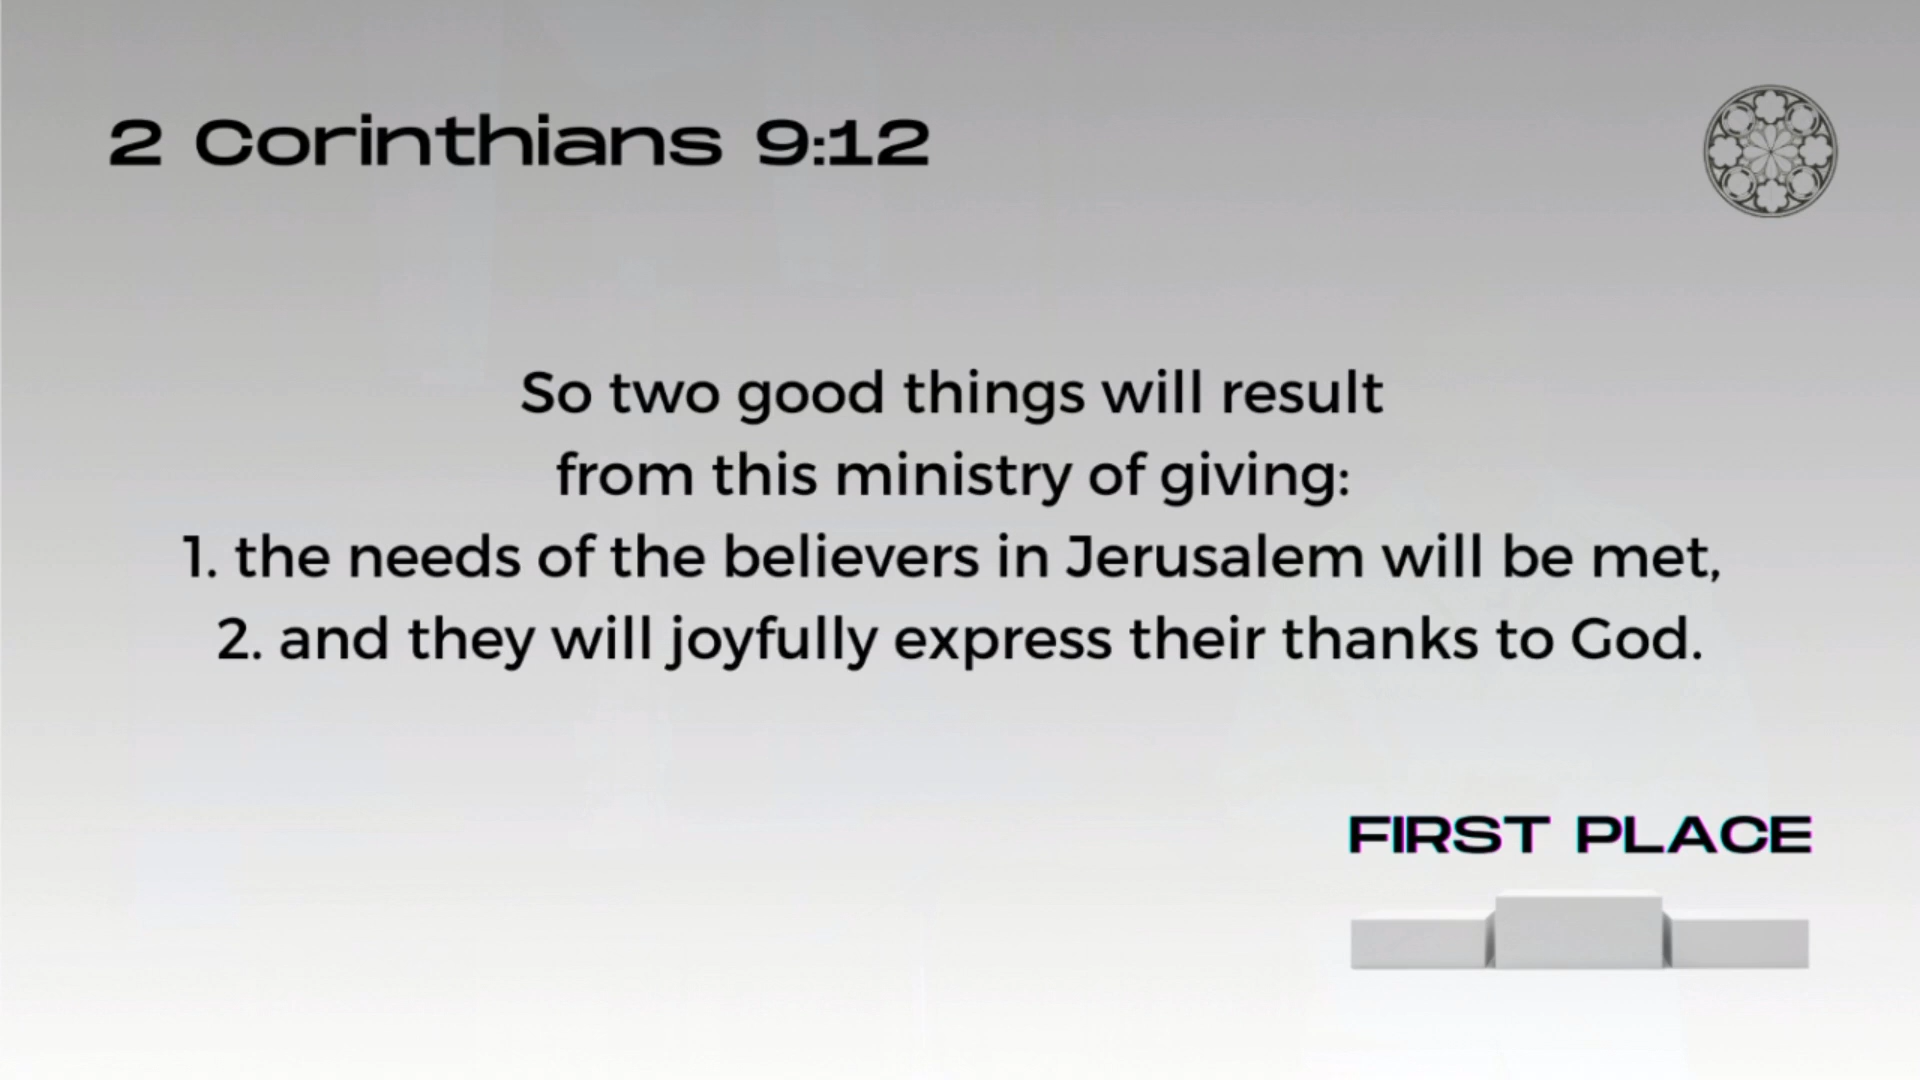 2 Corinthians 9:12
So two good things will result
from this ministry of giving:
1. the needs of the believers in Jerusalem will be met,
2. and they will joyfully express their thanks to God.
FIRST PLACE